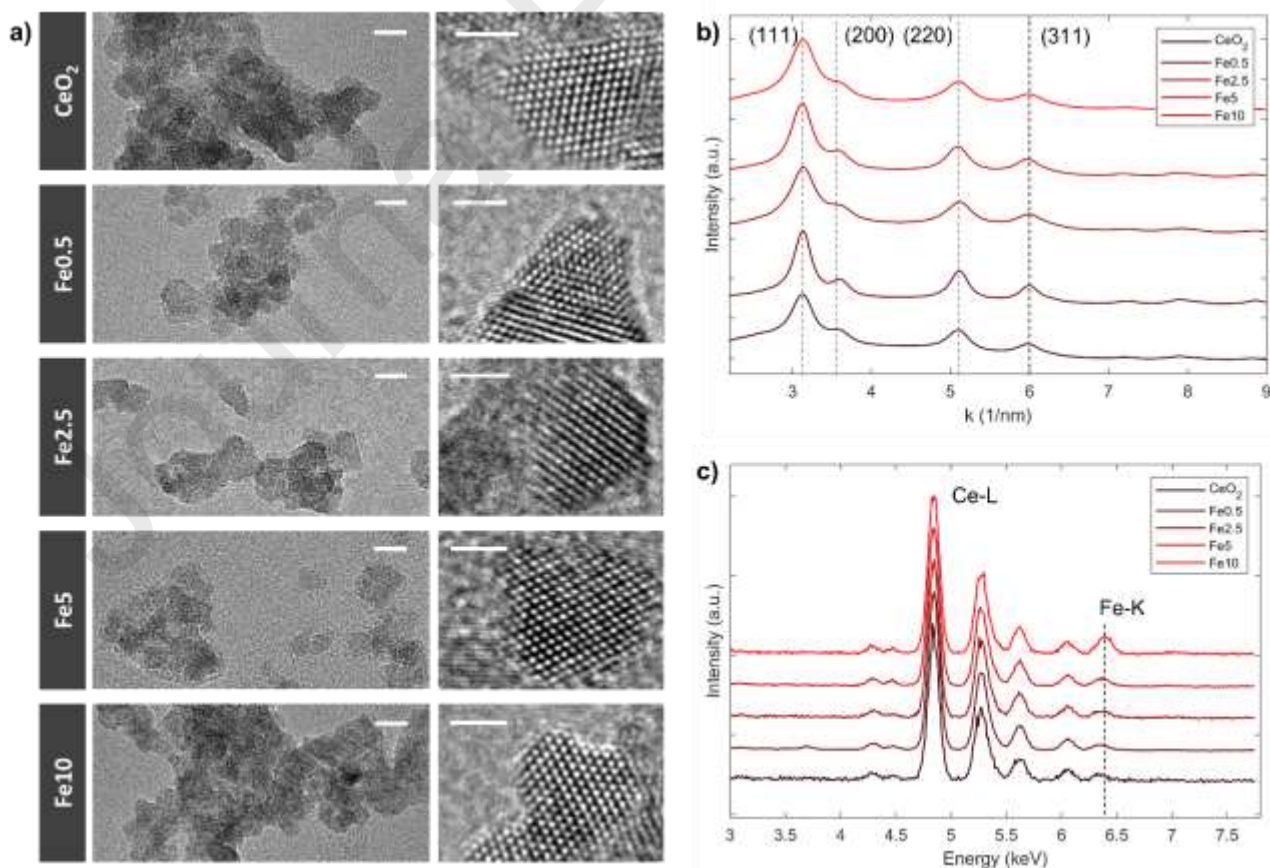 a)
CeO2
Fe0.5
Fe2.5
Fe5
Fe10
b)
(111)
(200)
(220)
(311)
CeO2
Fe0.5
Fe2.5
Fe5
Fe10
Intensity (a.u.)
3 4 5 6 7 8 9
k (1/nm)
c)
Ce-L
Fe-K
CeO2
Fe0.5
Fe2.5
Fe5
Fe10
Intensity (a.u.)
3 3.5 4 4.5 5 5.5 6 6.5 7 7.5
Energy (keV)